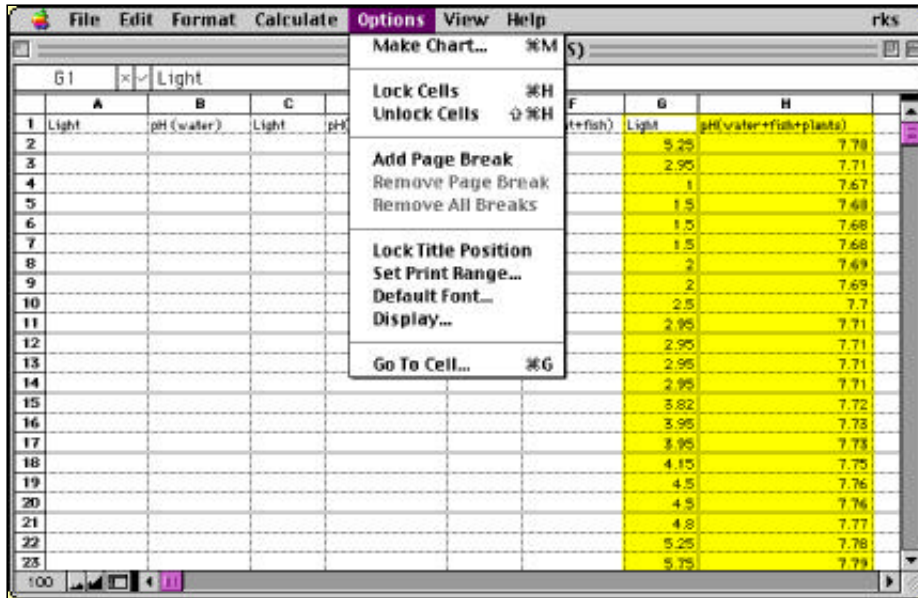 File Edit Format Calculate Options View Help rks
S)
G1 Light
A B C F G H
1 Light pH (water) Light pH( t+fish) Light pH(water+fish+plants)
2 5.25 7.78
3 2.95 7.71
4 1 7.67
5 1.5 7.68
6 1.5 7.68
7 1.5 7.68
8 2 7.69
9 2 7.69
10 2.5 7.7
11 2.95 7.71
12 2.95 7.71
13 2.95 7.71
14 2.95 7.71
15 3.82 7.72
16 3.95 7.73
17 3.95 7.73
18 4.15 7.75
19 4.5 7.76
20 4.5 7.76
21 4.8 7.77
22 5.25 7.78
23 5.75 7.79
100
Make Chart... ⌘M
Lock Cells ⌘H
Unlock Cells ⇧⌘H
Add Page Break
Remove Page Break
Remove All Breaks
Lock Title Position
Set Print Range...
Default Font...
Display...
Go To Cell... ⌘G